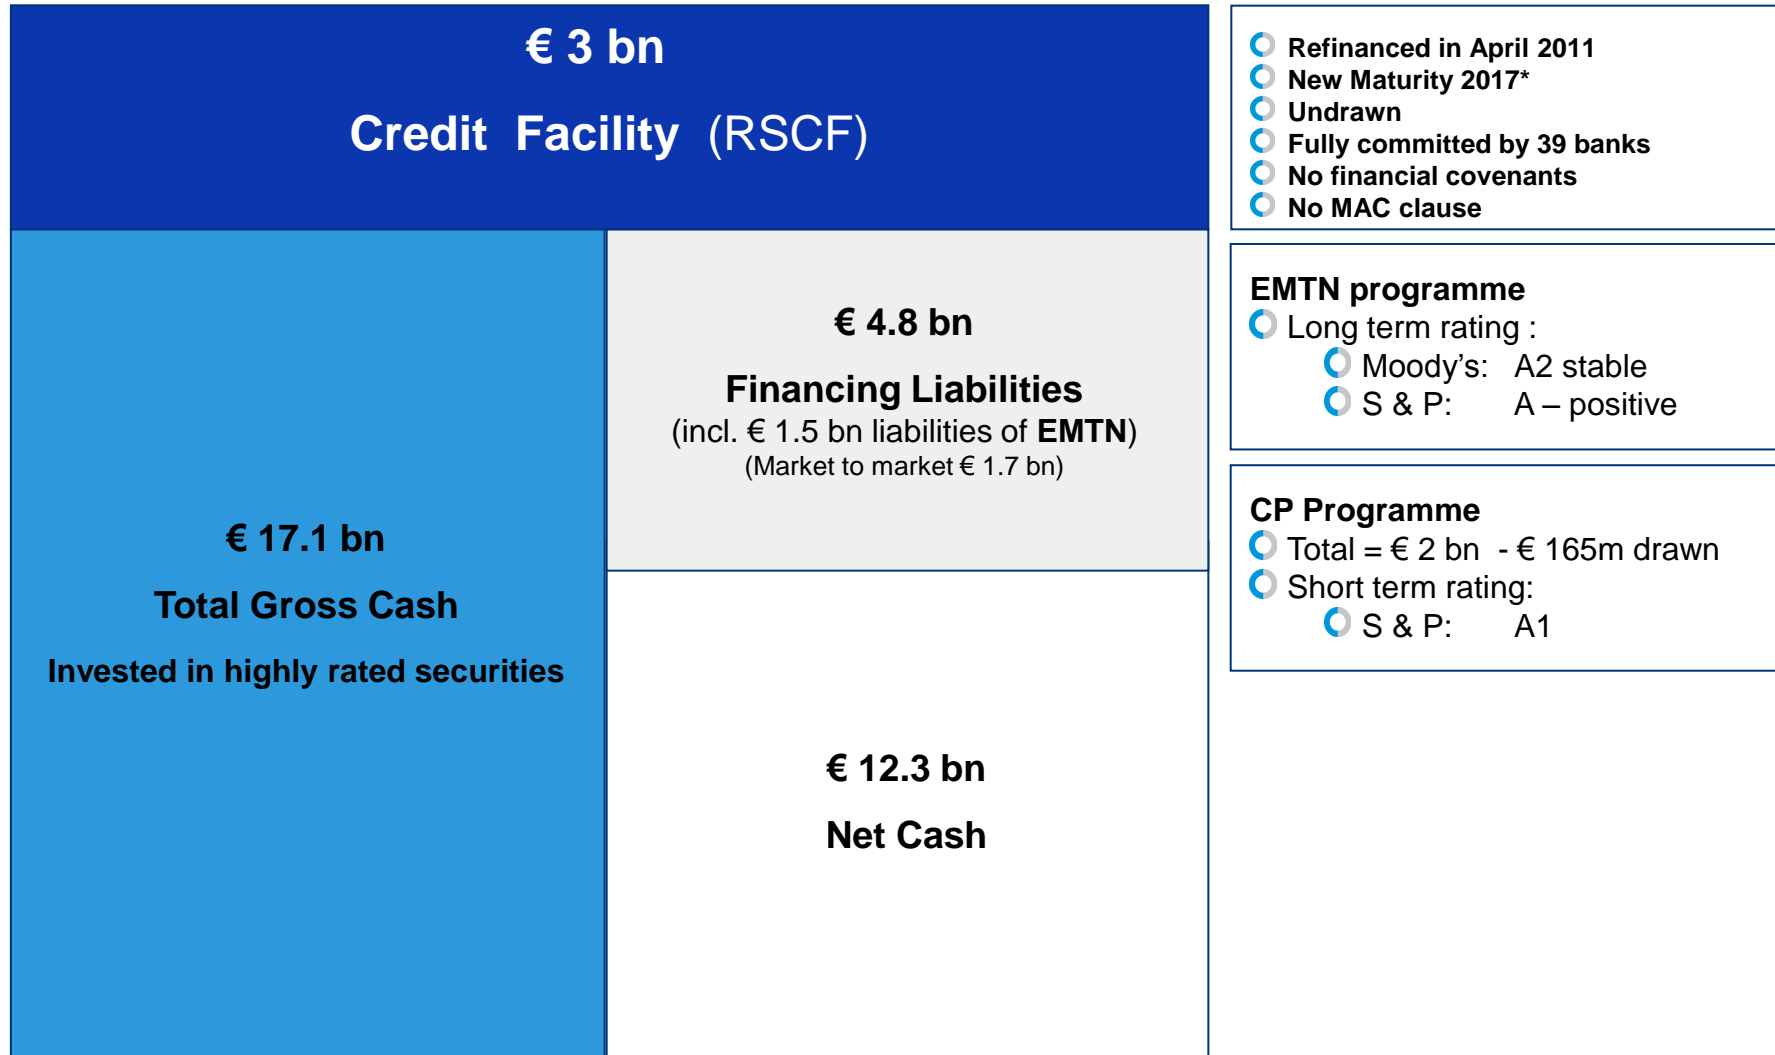 € 3 bn
Credit Facility (RSCF)
Refinanced in April 2011
New Maturity 2017*
Undrawn
Fully committed by 39 banks
No financial covenants
No MAC clause
€ 17.1 bn
Total Gross Cash
Invested in highly rated securities
€ 4.8 bn
Financing Liabilities
(incl. € 1.5 bn liabilities of EMTN)
(Market to market € 1.7 bn)
€ 12.3 bn
Net Cash
EMTN programme
Long term rating :
Moody's: A2 stable
S & P: A – positive
CP Programme
Total = € 2 bn - € 165m drawn
Short term rating:
S & P: A1